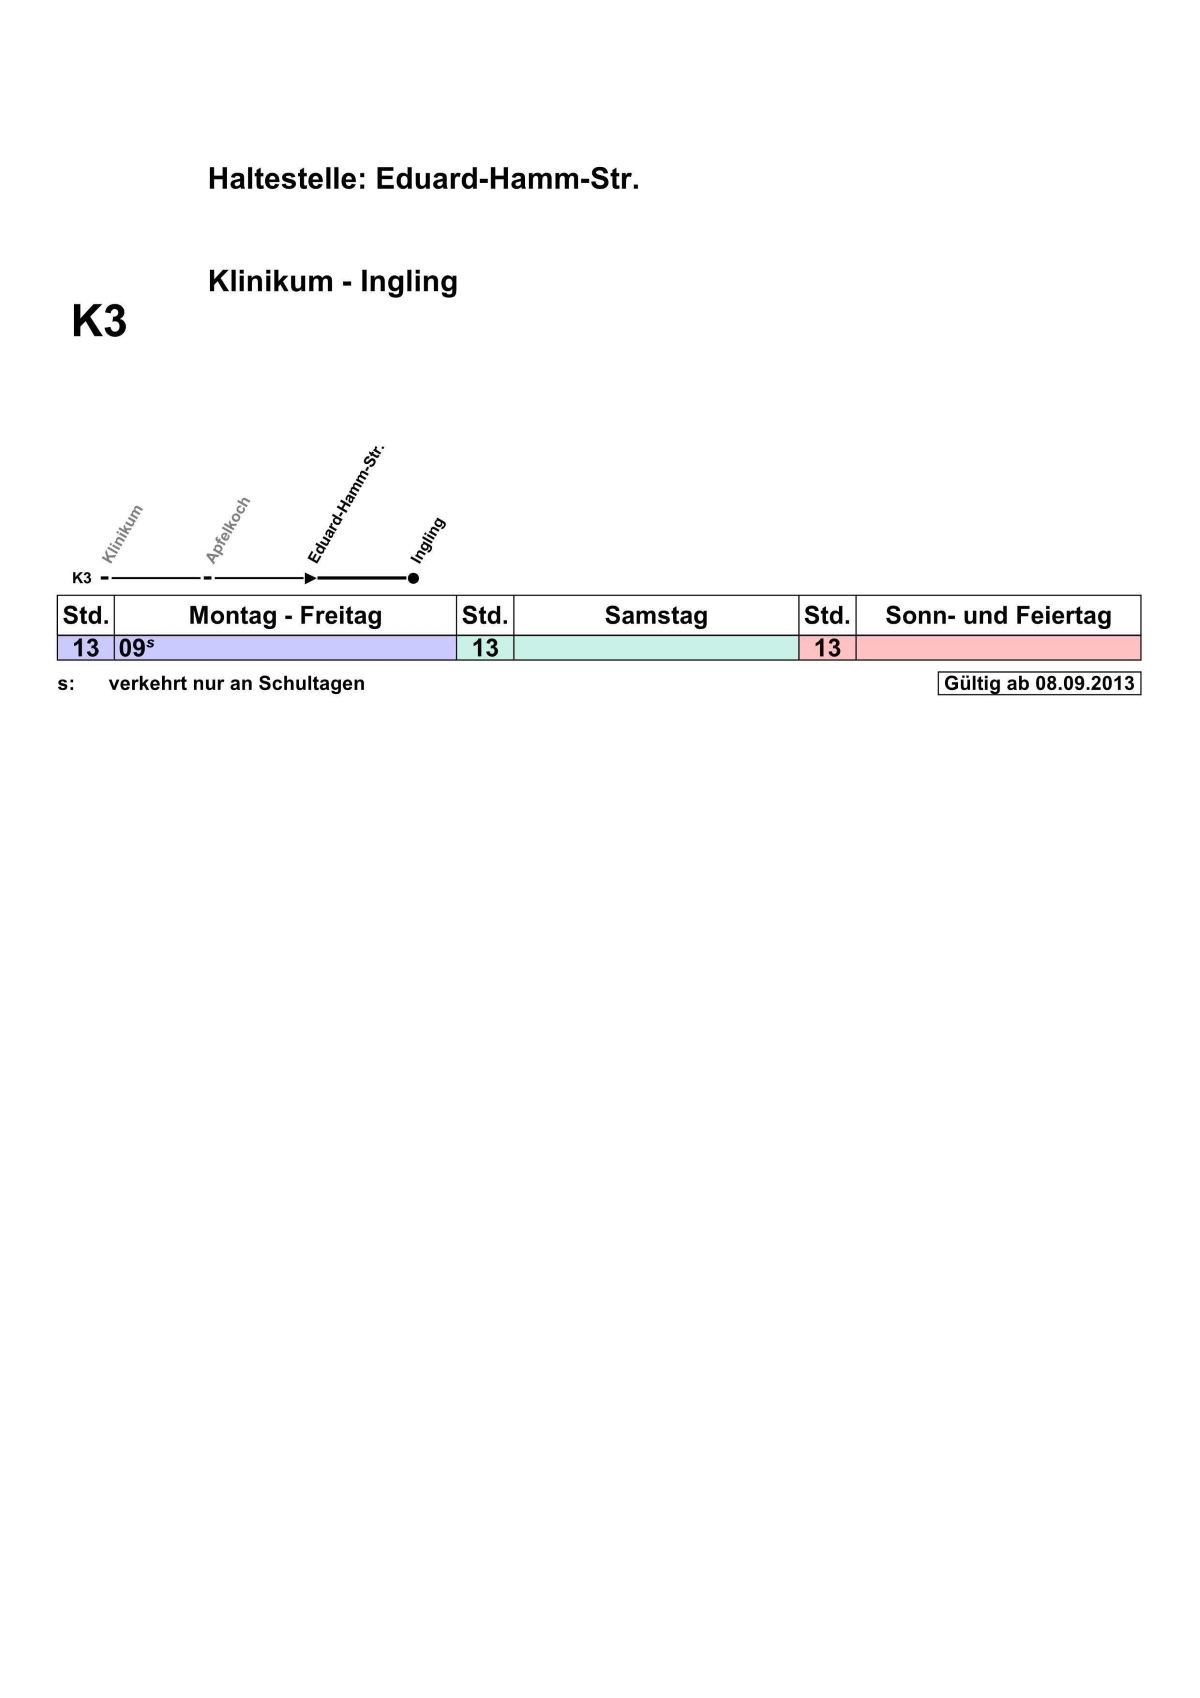 Haltestelle: Eduard-Hamm-Str.
Klinikum - Ingling
K3
Klinikum
Apfelkoch
Eduard-Hamm-Str.
Ingling
K3
Std. Montag - Freitag Std. Samstag Std. Sonn- und Feiertag
13 09s 13 13
s: verkehrt nur an Schultagen Gültig ab 08.09.2013